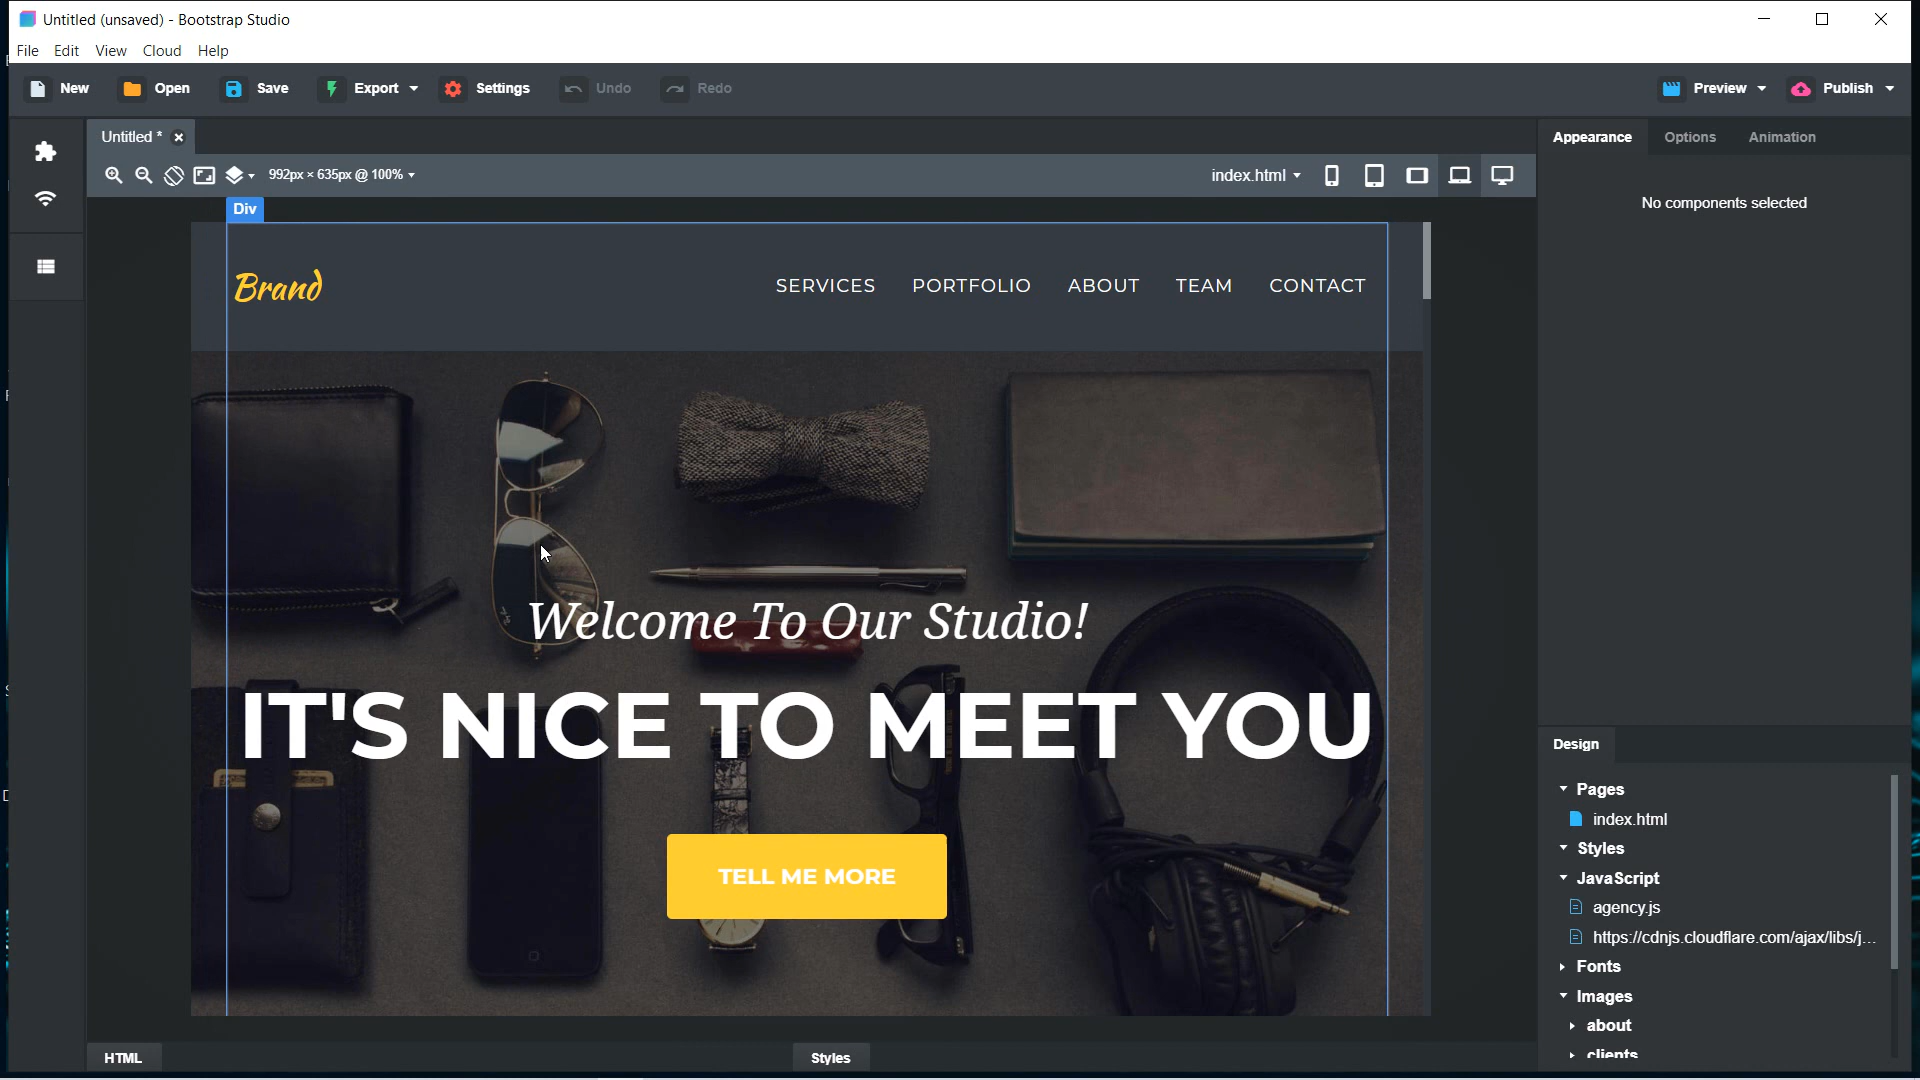 Untitled (unsaved) - Bootstrap Studio
File Edit View Cloud Help
New Open Save Export Settings Undo Redo Preview Publish
Untitled *
Appearance Options Animation
992px × 635px @ 100%
index.html
No components selected
Div
Brand
SERVICES PORTFOLIO ABOUT TEAM CONTACT
Welcome To Our Studio!
IT'S NICE TO MEET YOU
TELL ME MORE
Design
Pages
index.html
Styles
JavaScript
agency.js
https://cdnjs.cloudflare.com/ajax/libs/j...
Fonts
Images
about
clients
HTML
Styles